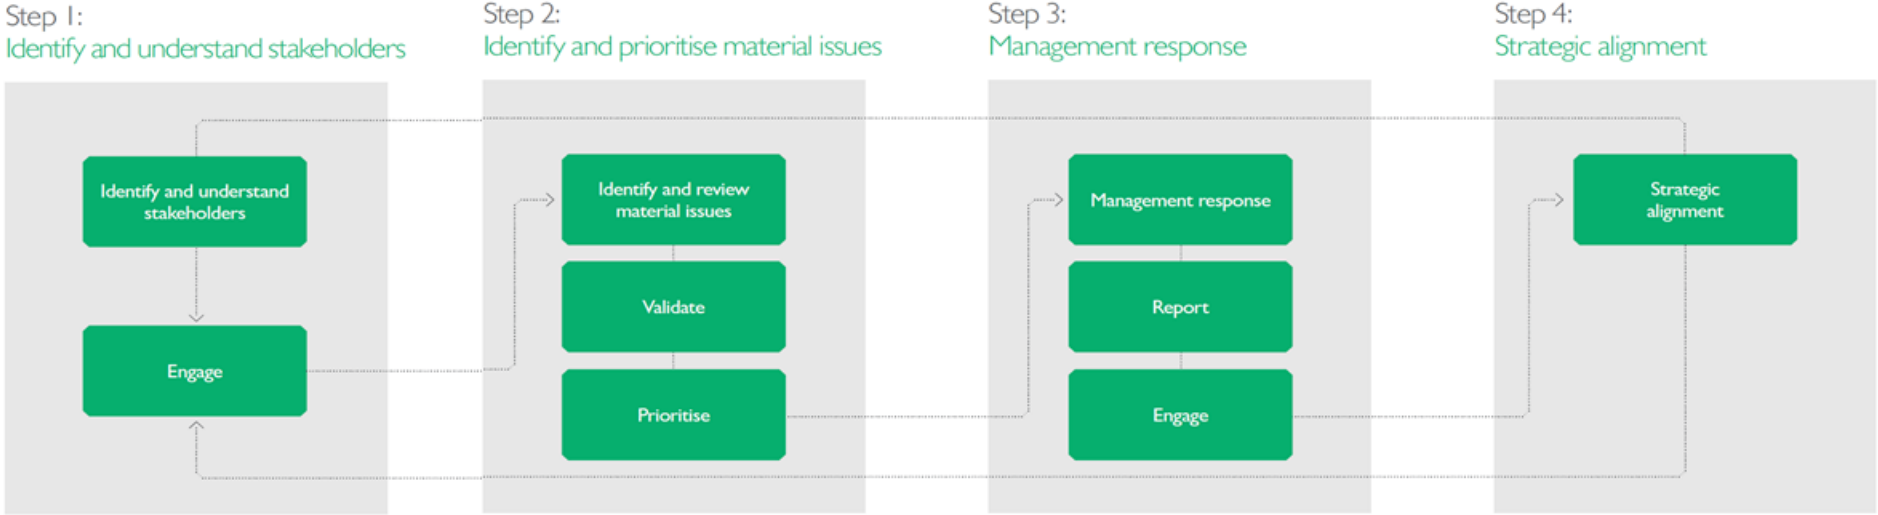 Step 1:
Identify and understand stakeholders
Identify and understand
stakeholders
Engage
Step 2:
Identify and prioritise material issues
Identify and review
material issues
Validate
Prioritise
Step 3:
Management response
Management response
Report
Engage
Step 4:
Strategic alignment
Strategic
alignment